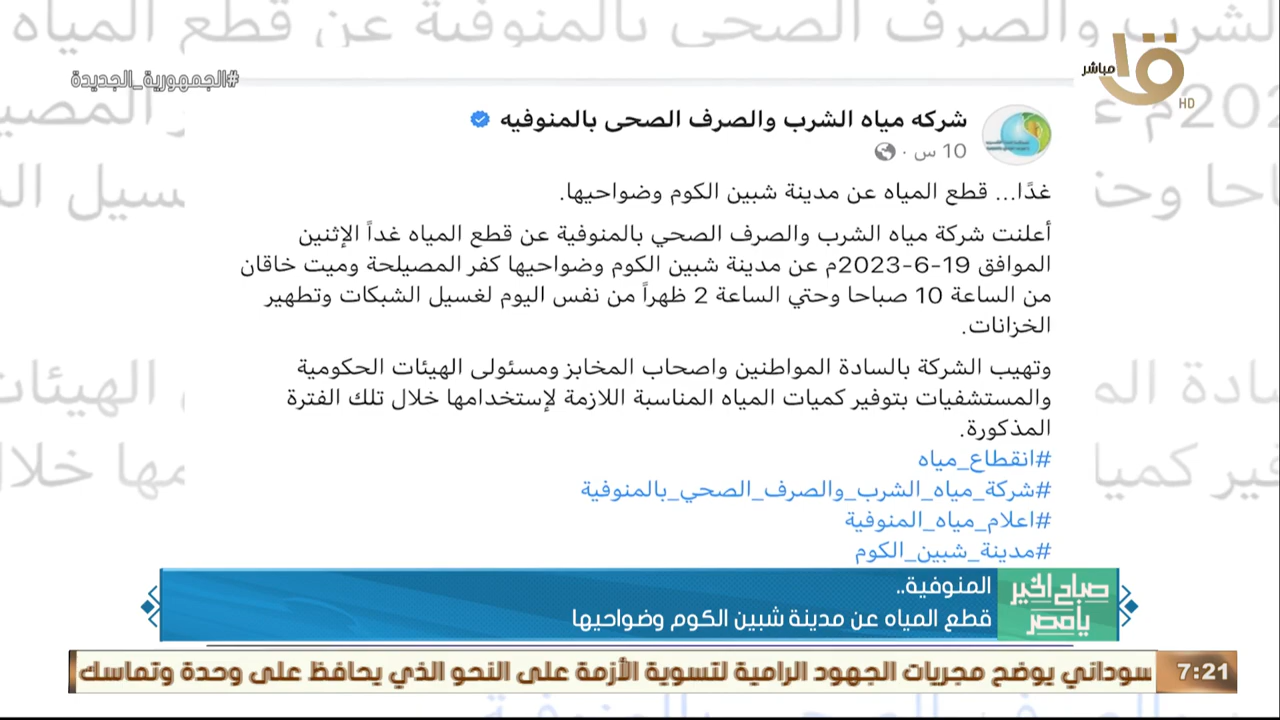 #الجمهورية_الجديدة
مباشر
HD
شركه مياه الشرب والصرف الصحى بالمنوفيه
10 س ·
غدًا... قطع المياه عن مدينة شبين الكوم وضواحيها.
أعلنت شركة مياه الشرب والصرف الصحي بالمنوفية عن قطع المياه غداً الإثنين
الموافق 19-6-2023م عن مدينة شبين الكوم وضواحيها كفر المصيلحة وميت خاقان
من الساعة 10 صباحا وحتي الساعة 2 ظهراً من نفس اليوم لغسيل الشبكات وتطهير
الخزانات.
وتهيب الشركة بالسادة المواطنين واصحاب المخابز ومسئولى الهيئات الحكومية
والمستشفيات بتوفير كميات المياه المناسبة اللازمة لإستخدامها خلال تلك الفترة
المذكورة.
#انقطاع_مياه
#شركة_مياه_الشرب_والصرف_الصحي_بالمنوفية
#اعلام_مياه_المنوفية
#مدينة_شبين_الكوم
صباح الخير
يا مصر
المنوفية..
قطع المياه عن مدينة شبين الكوم وضواحيها
7:21
سوداني يوضح مجريات الجهود الرامية لتسوية الأزمة على النحو الذي يحافظ على وحدة وتماسك